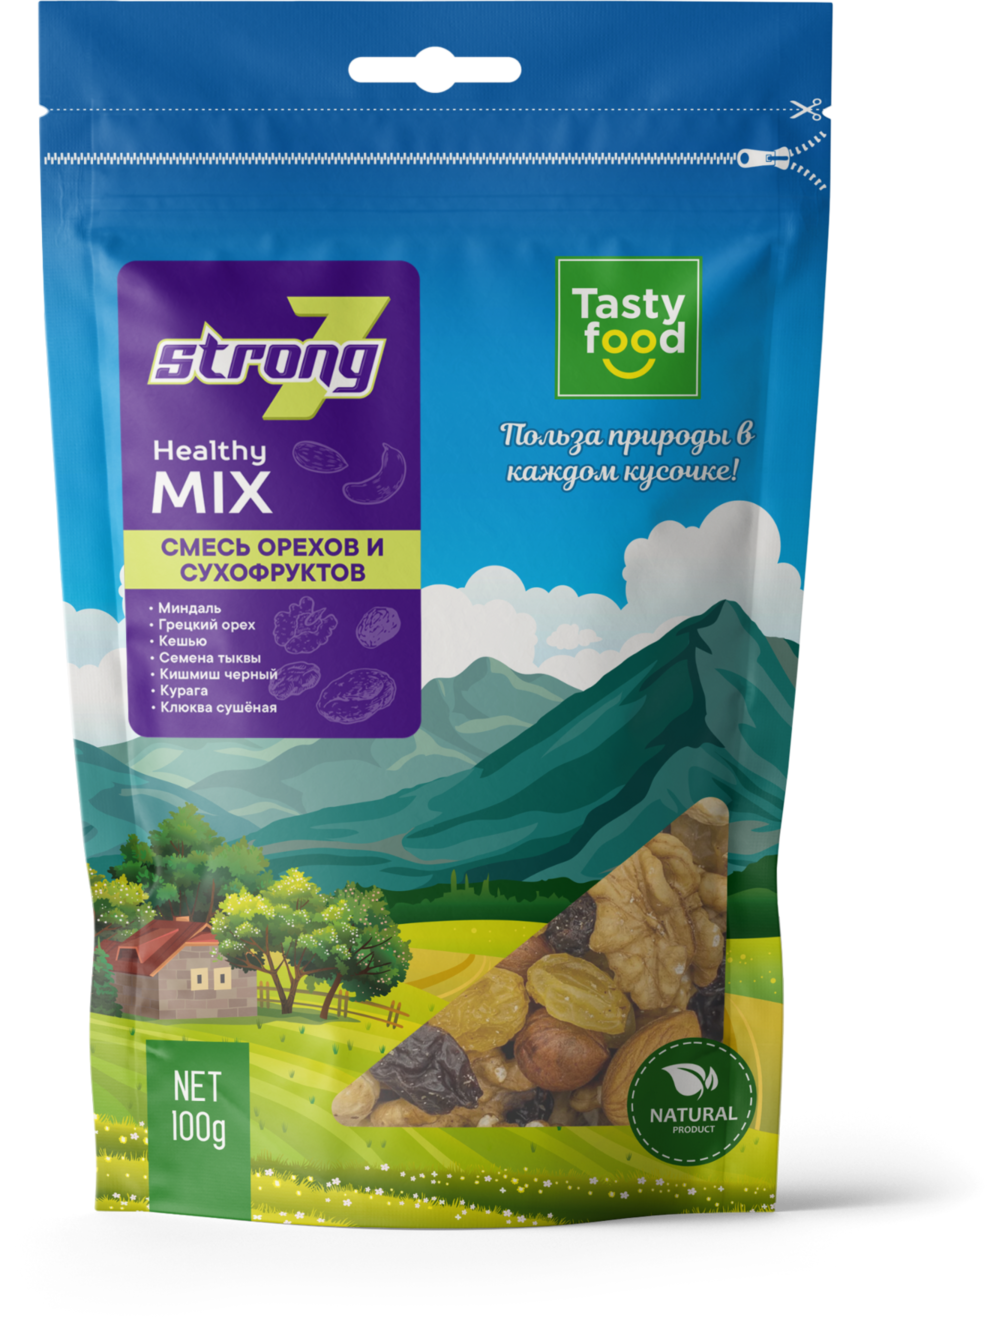 strong 7
Healthy
MIX
СМЕСЬ ОРЕХОВ И
СУХОФРУКТОВ
• Миндаль
• Грецкий орех
• Кешью
• Семена тыквы
• Кишмиш черный
• Курага
• Клюква сушёная
Tasty
food
Польза природы в
каждом кусочке!
NET
100g
NATURAL
PRODUCT